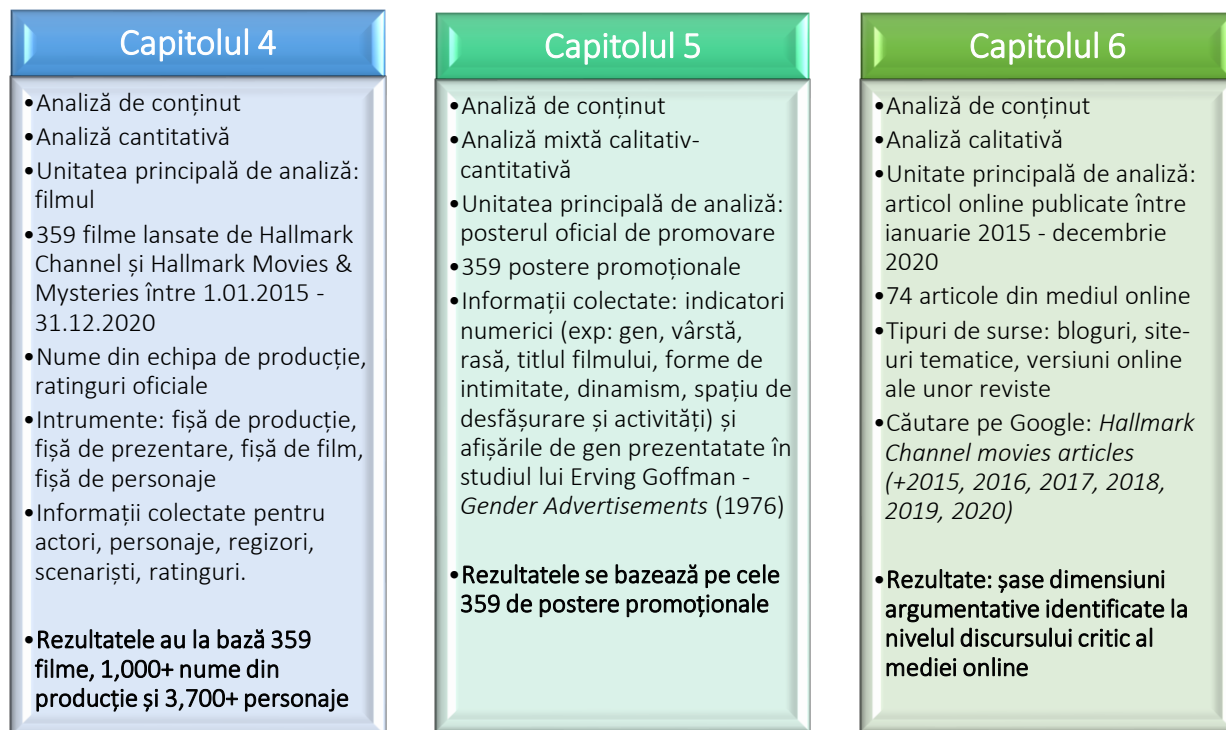 Capitolul 4
•Analiză de conținut
•Analiză cantitativă
•Unitatea principală de analiză:
filmul
•359 filme lansate de Hallmark
Channel și Hallmark Movies &
Mysteries între 1.01.2015 -
31.12.2020
•Nume din echipa de producție,
ratinguri oficiale
•Intrumente: fișă de producție,
fișă de prezentare, fișă de film,
fișă de personaje
•Informații colectate pentru
actori, personaje, regizori,
scenariști, ratinguri.
•Rezultatele au la bază 359
filme, 1,000+ nume din
producție și 3,700+ personaje
Capitolul 5
•Analiză de conținut
•Analiză mixtă calitativ-
cantitativă
•Unitatea principală de analiză:
posterul oficial de promovare
•359 postere promoționale
•Informații colectate: indicatori
numerici (exp: gen, vârstă,
rasă, titlul filmului, forme de
intimitate, dinamism, spațiu de
desfășurare și activități) și
afișările de gen prezentatate în
studiul lui Erving Goffman -
Gender Advertisements (1976)
•Rezultatele se bazează pe cele
359 de postere promoționale
Capitolul 6
•Analiză de conținut
•Analiză calitativă
•Unitate principală de analiză:
articol online publicate între
ianuarie 2015 - decembrie
2020
•74 articole din mediul online
•Tipuri de surse: bloguri, site-
uri tematice, versiuni online
ale unor reviste
•Căutare pe Google: Hallmark
Channel movies articles
(+2015, 2016, 2017, 2018,
2019, 2020)
•Rezultate: șase dimensiuni
argumentative identificate la
nivelul discursului critic al
mediei online